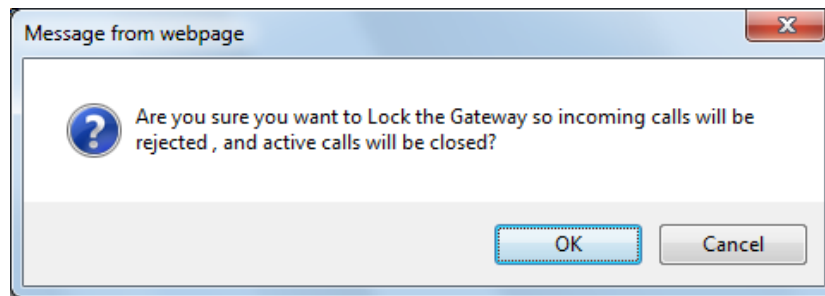 Message from webpage
Are you sure you want to Lock the Gateway so incoming calls will be
rejected , and active calls will be closed?
OK
Cancel